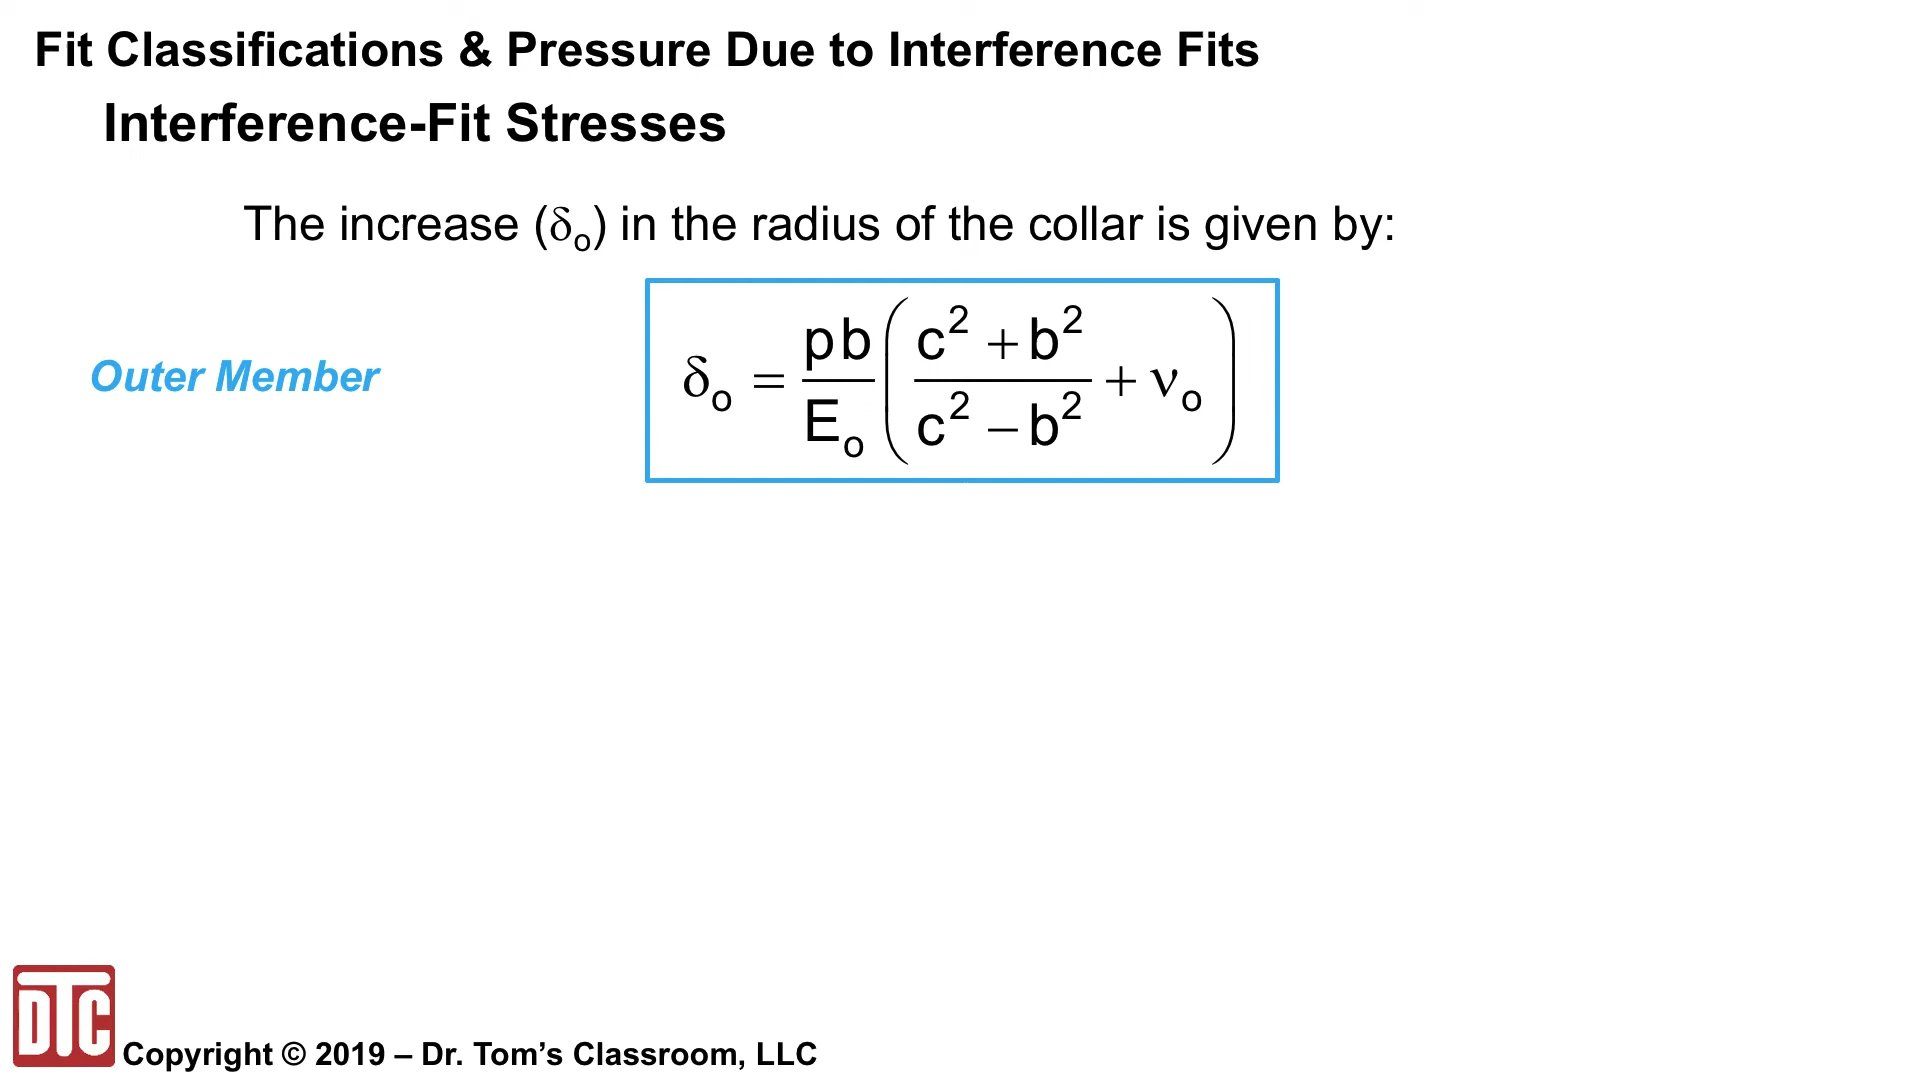 Fit Classifications & Pressure Due to Interference Fits
Interference-Fit Stresses
The increase (δₒ) in the radius of the collar is given by:
Outer Member
δₒ = pb/Eₒ ( (c² + b²)/(c² − b²) + νₒ )
DTC
Copyright © 2019 – Dr. Tom’s Classroom, LLC